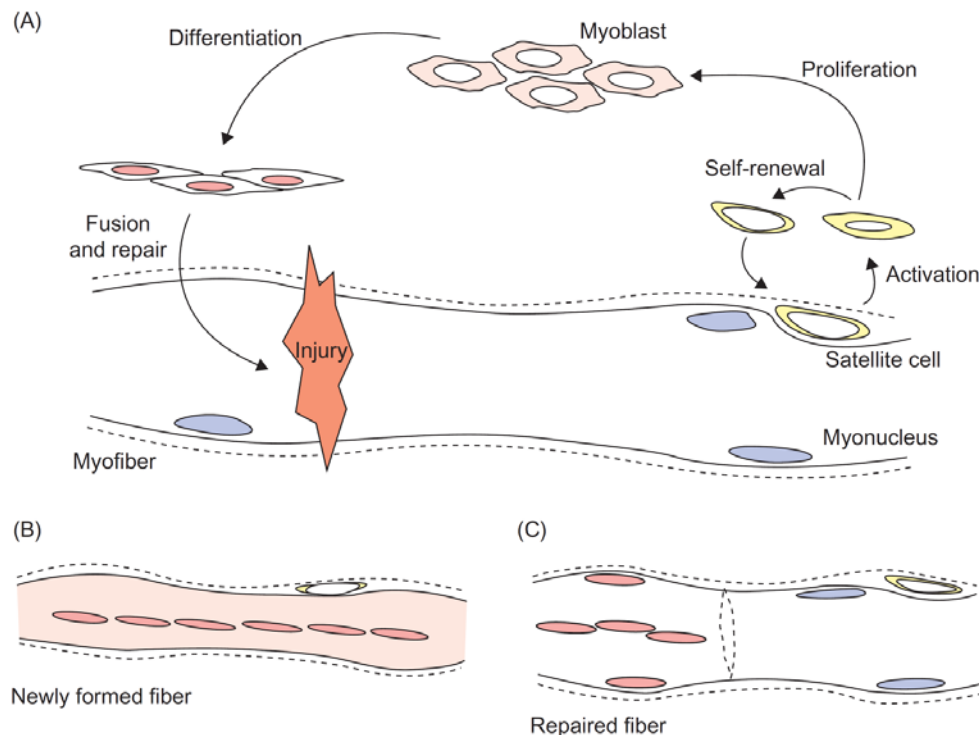 (A)
Differentiation
Myoblast
Proliferation
Self-renewal
Fusion
and repair
Activation
Injury
Satellite cell
Myonucleus
Myofiber
(B)
(C)
Newly formed fiber
Repaired fiber